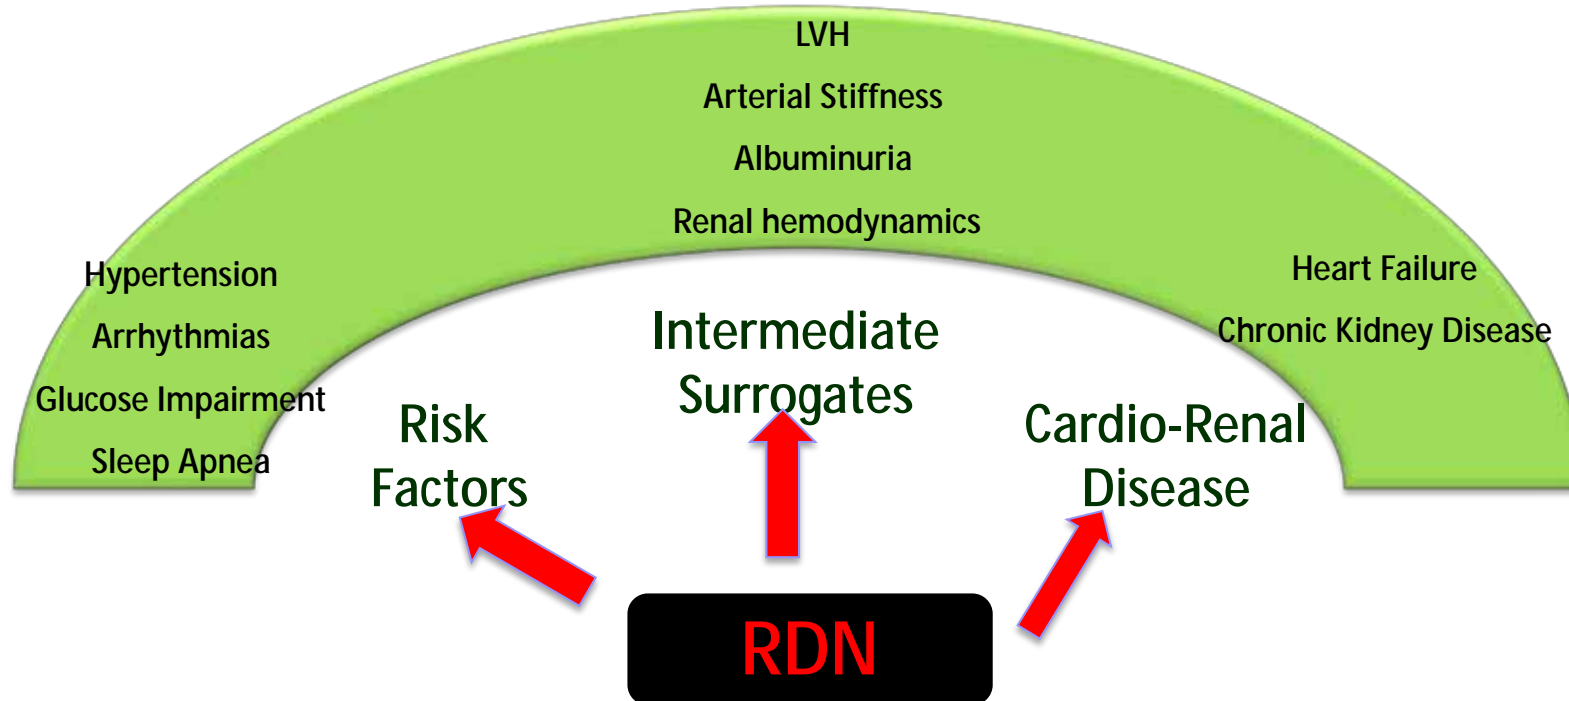 LVH
Arterial Stiffness
Albuminuria
Renal hemodynamics
Hypertension
Arrhythmias
Glucose Impairment
Sleep Apnea
Heart Failure
Chronic Kidney Disease
Risk
Factors
Intermediate
Surrogates
Cardio-Renal
Disease
RDN